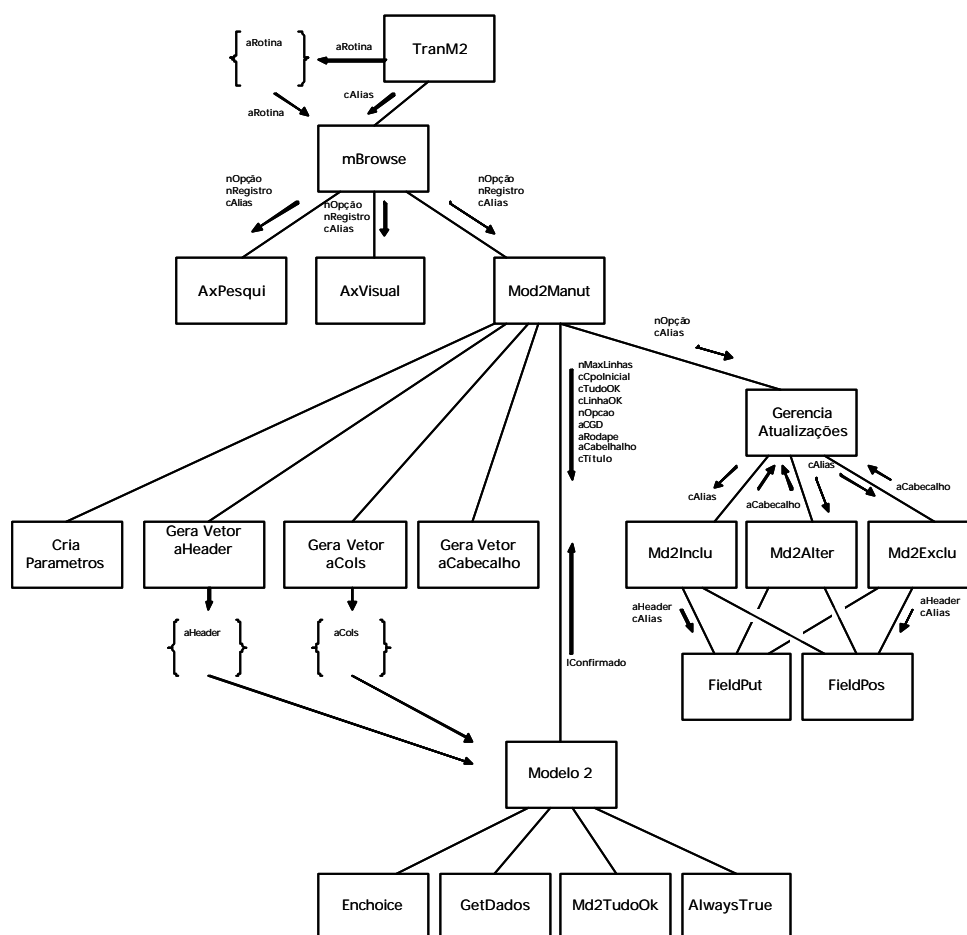 aRotina
aRotina
TranM2
aRotina
cAlias
mBrowse
nOpção
nRegistro
cAlias
nOpção
nRegistro
cAlias
nOpção
nRegistro
cAlias
AxPesqui
AxVisual
Mod2Manut
nOpção
cAlias
nMaxLinhas
cCpoInicial
cTudoOK
cLinhaOK
nOpcao
aCGD
aRodape
aCabelhalho
cTitulo
Gerencia
Atualizações
cAlias
aCabecalho
cAlias
aCabecalho
Cria
Parametros
Gera Vetor
aHeader
Gera Vetor
aCols
Gera Vetor
aCabecalho
Md2Inclu
Md2Alter
Md2Exclu
aHeader
cAlias
aHeader
cAlias
aHeader
aCols
lConfirmado
FieldPut
FieldPos
Modelo 2
Enchoice
GetDados
Md2TudoOk
AlwaysTrue